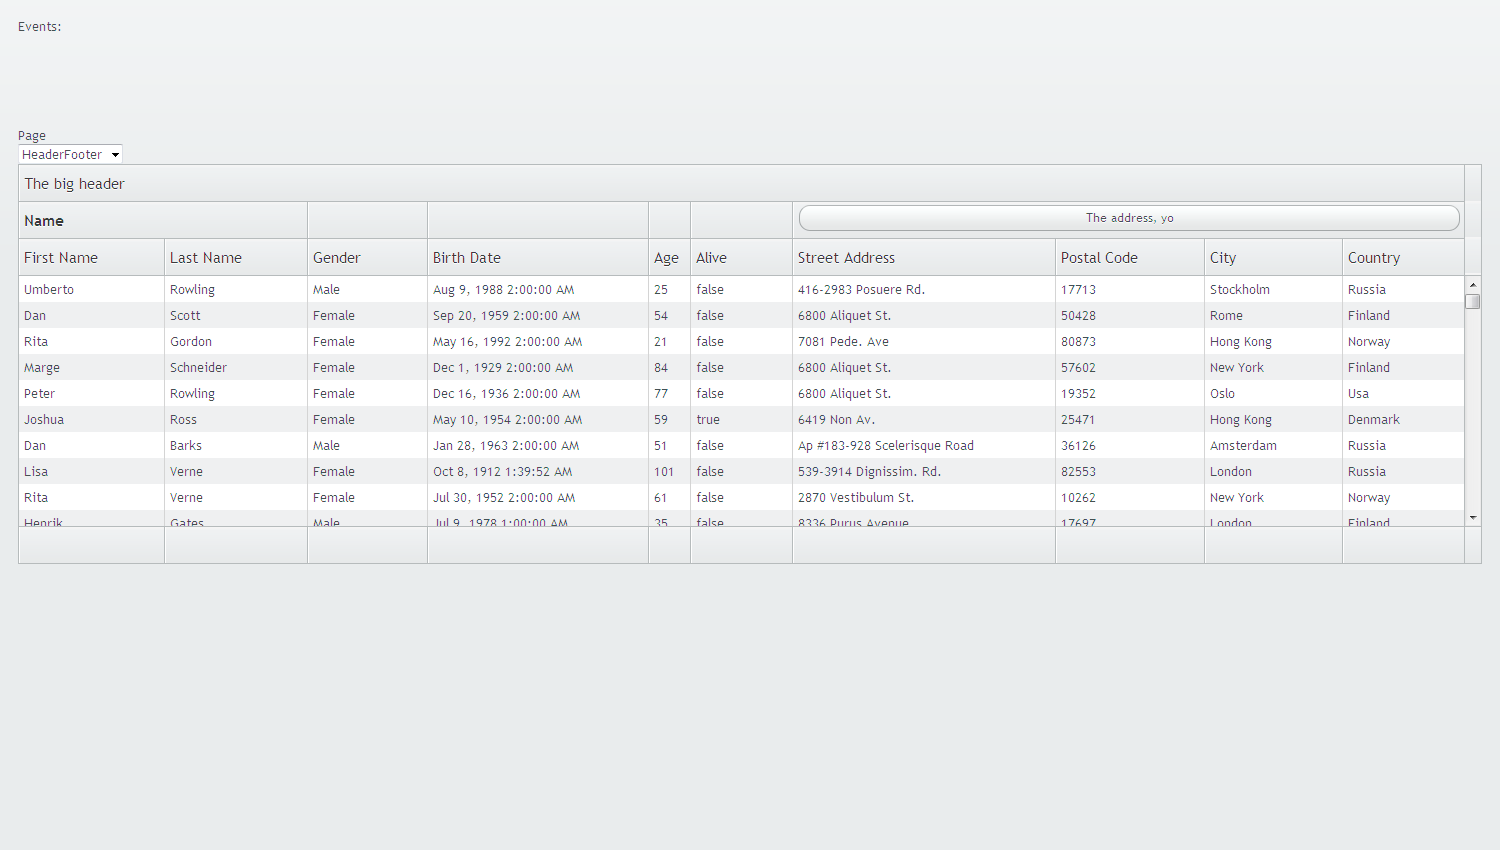 Events:
Page
HeaderFooter
The big header
Name The address, yo
First Name Last Name Gender Birth Date Age Alive Street Address Postal Code City Country
Umberto Rowling Male Aug 9, 1988 2:00:00 AM 25 false 416-2983 Posuere Rd. 17713 Stockholm Russia
Dan Scott Female Sep 20, 1959 2:00:00 AM 54 false 6800 Aliquet St. 50428 Rome Finland
Rita Gordon Female May 16, 1992 2:00:00 AM 21 false 7081 Pede. Ave 80873 Hong Kong Norway
Marge Schneider Female Dec 1, 1929 2:00:00 AM 84 false 6800 Aliquet St. 57602 New York Finland
Peter Rowling Female Dec 16, 1936 2:00:00 AM 77 false 6800 Aliquet St. 19352 Oslo Usa
Joshua Ross Female May 10, 1954 2:00:00 AM 59 true 6419 Non Av. 25471 Hong Kong Denmark
Dan Barks Male Jan 28, 1963 2:00:00 AM 51 false Ap #183-928 Scelerisque Road 36126 Amsterdam Russia
Lisa Verne Female Oct 8, 1912 1:39:52 AM 101 false 539-3914 Dignissim. Rd. 82553 London Russia
Rita Verne Female Jul 30, 1952 2:00:00 AM 61 false 2870 Vestibulum St. 10262 New York Norway
Henrik Gates Male Jul 9, 1978 1:00:00 AM 35 false 8336 Purus Avenue 17697 London Finland